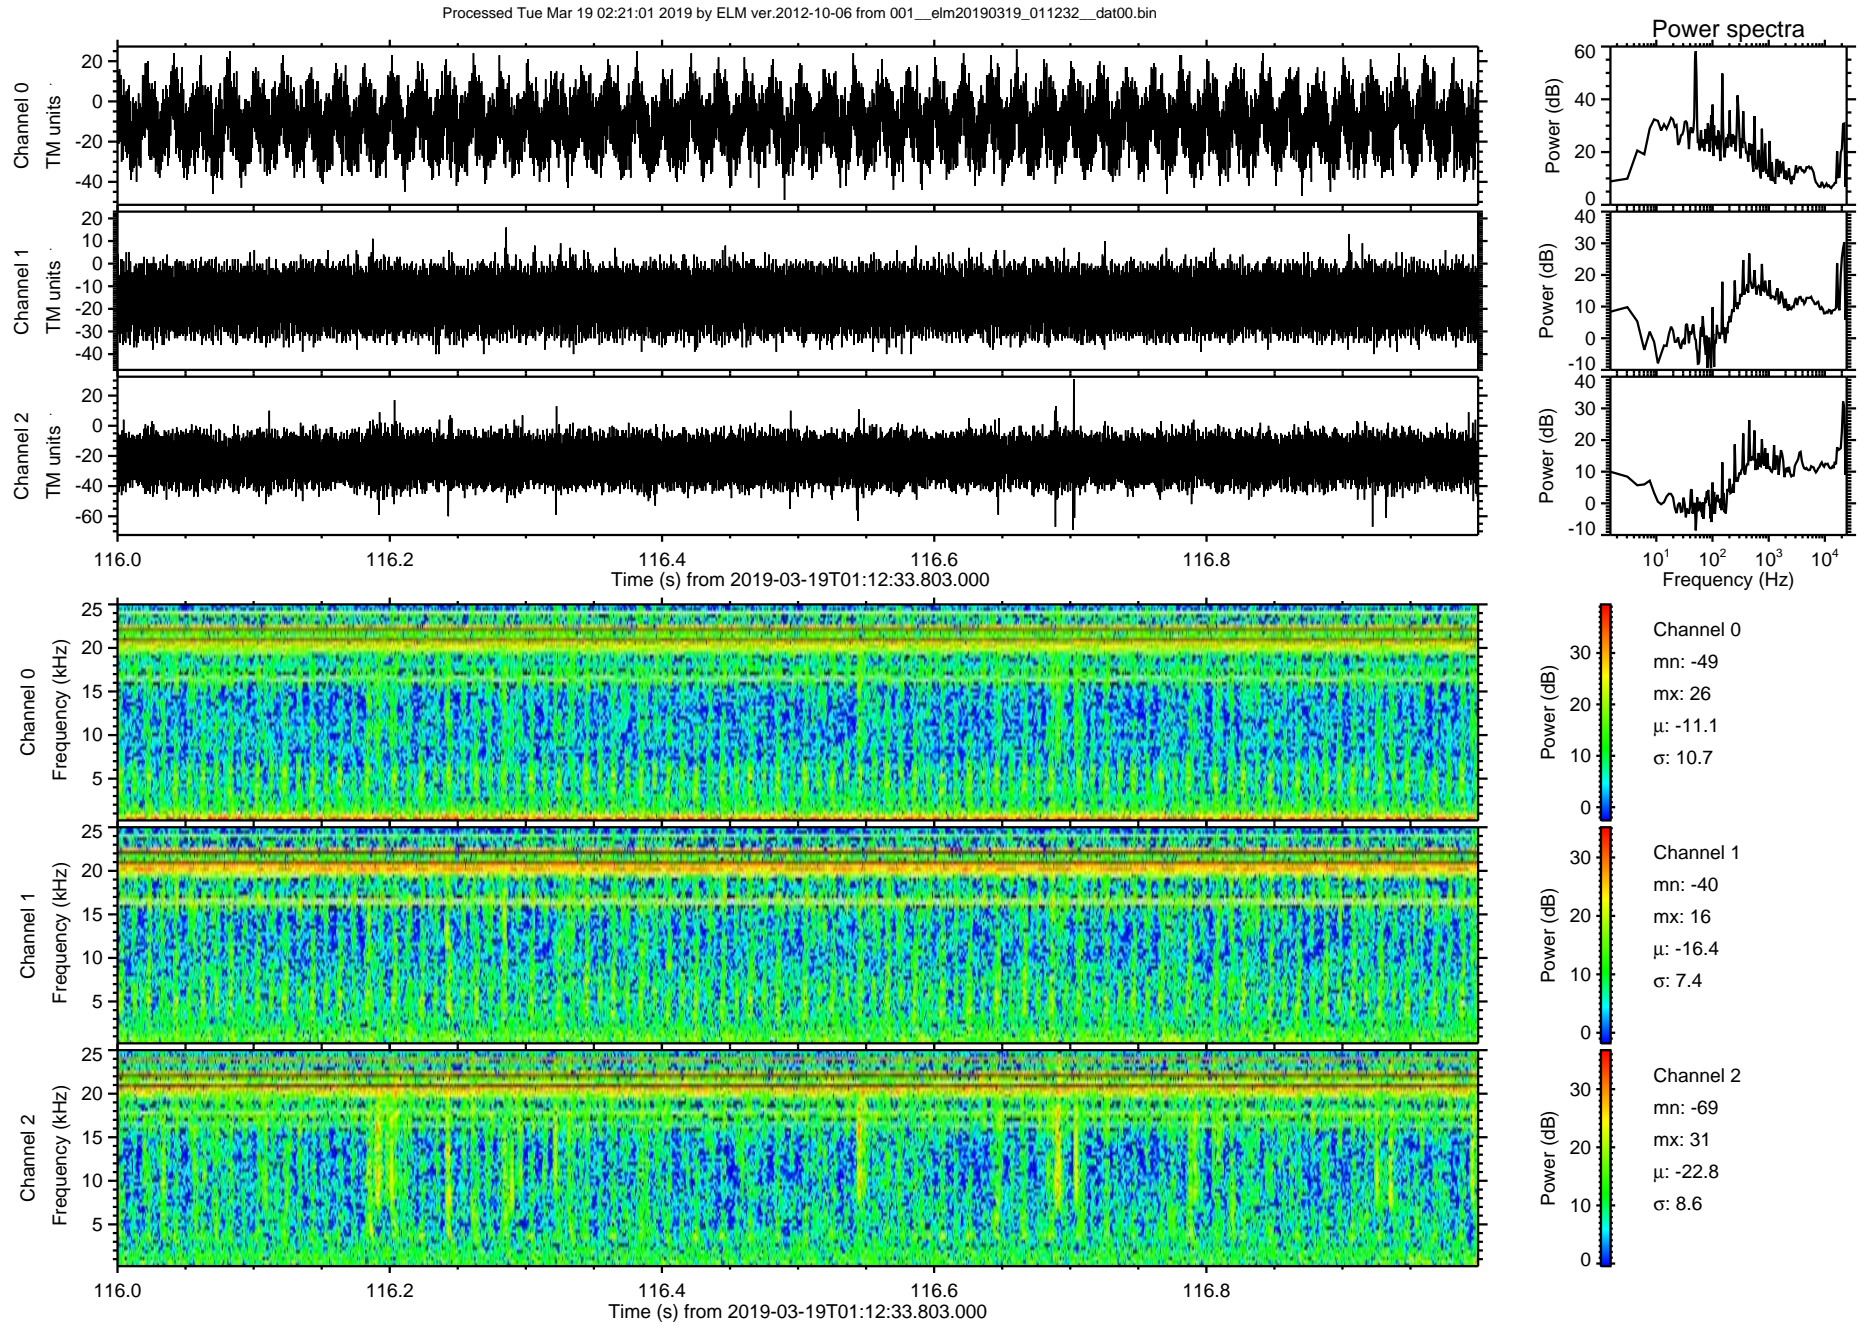 Processed Tue Mar 19 02:21:01 2019 by ELM ver.2012-10-06 from 001__elm20190319_011232__dat00.bin
Power spectra
Channel 0
TM units
20
0
-20
-40
Power (dB)
60
40
20
0
Channel 1
TM units
20
10
0
-10
-20
-30
-40
Power (dB)
40
30
20
10
0
-10
Channel 2
TM units
20
0
-20
-40
-60
Power (dB)
40
30
20
10
0
-10
116.0 116.2 116.4 116.6 116.8
Time (s) from 2019-03-19T01:12:33.803.000
10¹ 10² 10³ 10⁴
Frequency (Hz)
Channel 0
Frequency (kHz)
25
20
15
10
5
Power (dB)
30
20
10
0
Channel 0
mn: -49
mx: 26
μ: -11.1
σ: 10.7
Channel 1
Frequency (kHz)
25
20
15
10
5
Power (dB)
30
20
10
0
Channel 1
mn: -40
mx: 16
μ: -16.4
σ: 7.4
Channel 2
Frequency (kHz)
25
20
15
10
5
Power (dB)
30
20
10
0
Channel 2
mn: -69
mx: 31
μ: -22.8
σ: 8.6
116.0 116.2 116.4 116.6 116.8
Time (s) from 2019-03-19T01:12:33.803.000